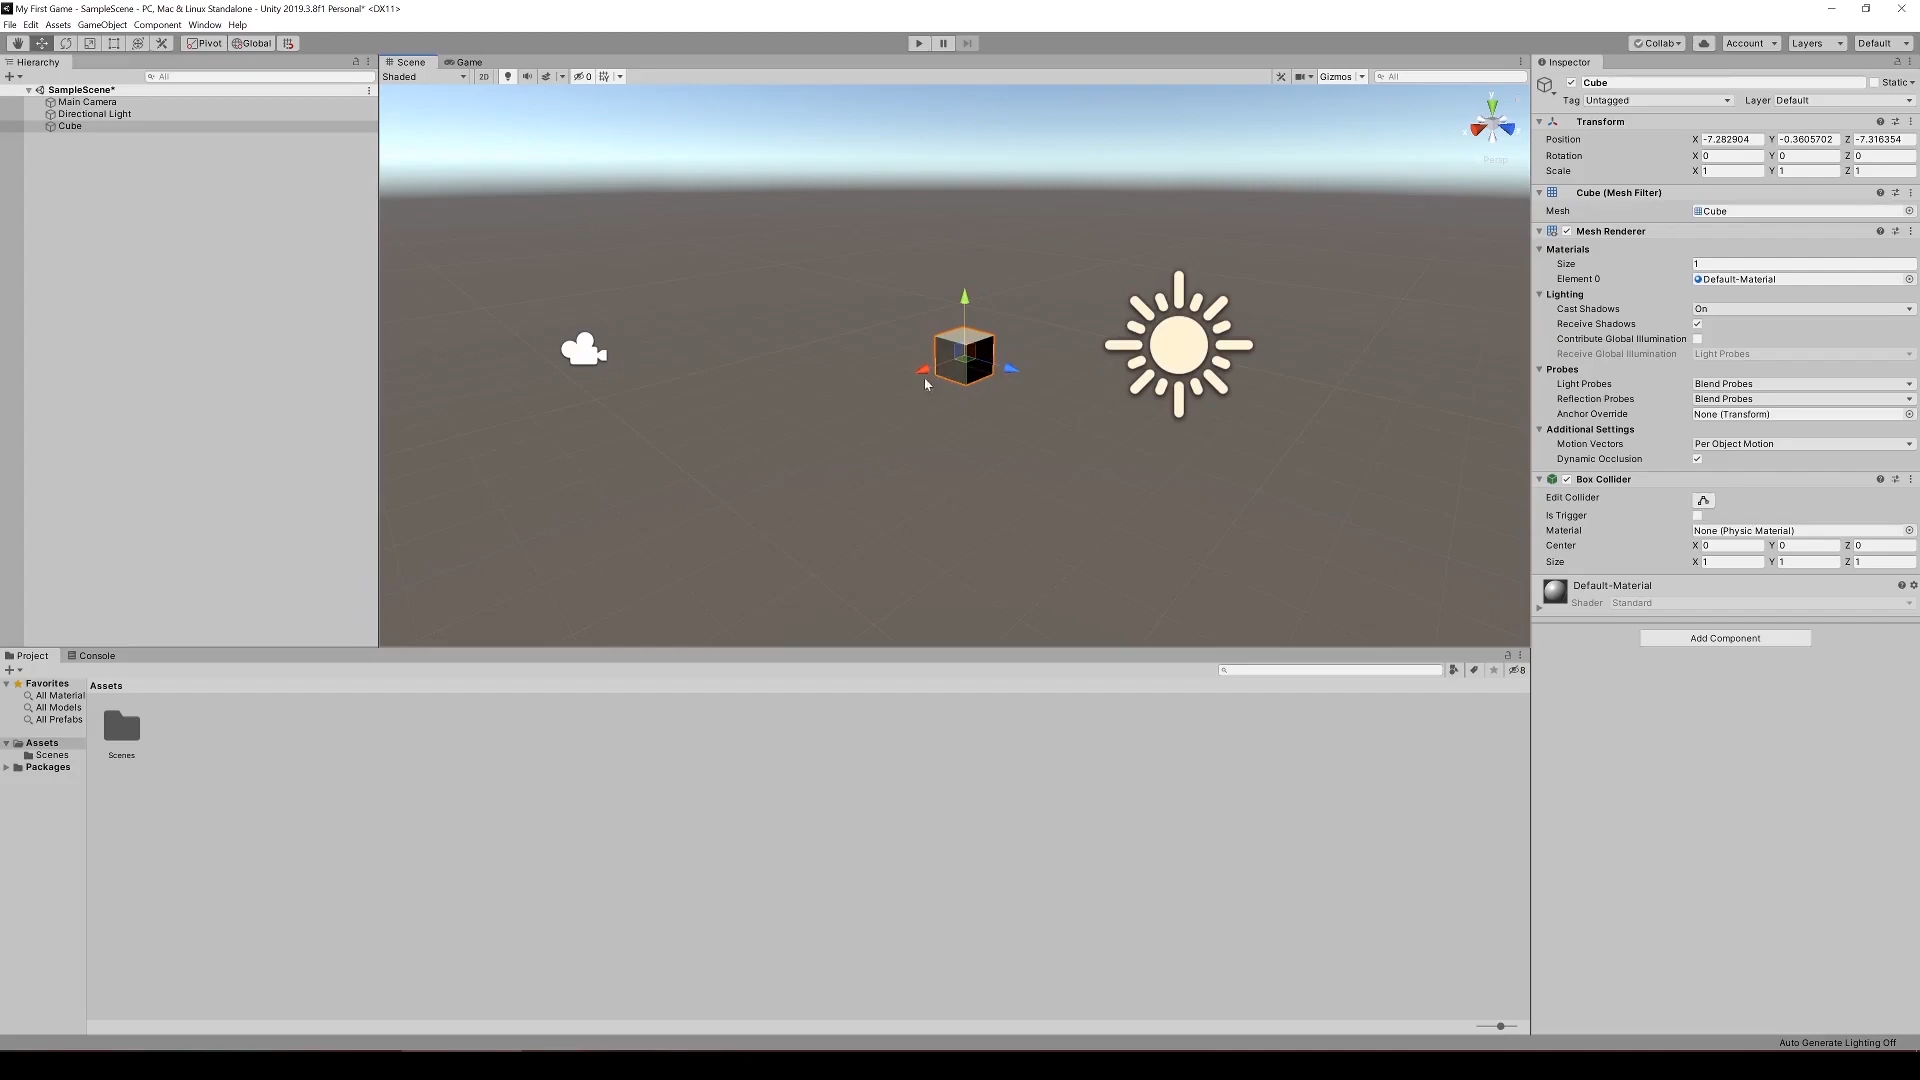 My First Game - SampleScene - PC, Mac & Linux Standalone - Unity 2019.3.8f1 Personal* <DX11>
File Edit Assets GameObject Component Window Help
Pivot Global Collab Account Layers Default
Hierarchy
All
SampleScene*
Main Camera
Directional Light
Cube
Scene Game
Shaded 2D 0 Gizmos All
y
x
Persp
Inspector
Cube Static
Tag Untagged Layer Default
Transform
Position X -7.282904 Y -0.3605702 Z -7.316354
Rotation X 0 Y 0 Z 0
Scale X 1 Y 1 Z 1
Cube (Mesh Filter)
Mesh Cube
Mesh Renderer
Materials
Size 1
Element 0 Default-Material
Lighting
Cast Shadows On
Receive Shadows
Contribute Global Illumination
Receive Global Illumination Light Probes
Probes
Light Probes Blend Probes
Reflection Probes Blend Probes
Anchor Override None (Transform)
Additional Settings
Motion Vectors Per Object Motion
Dynamic Occlusion
Box Collider
Edit Collider
Is Trigger
Material None (Physic Material)
Center X 0 Y 0 Z 0
Size X 1 Y 1 Z 1
Default-Material
Shader Standard
Add Component
Project Console
8
Favorites
All Material
All Models
All Prefabs
Assets
Scenes
Packages
Assets
Scenes
Auto Generate Lighting Off